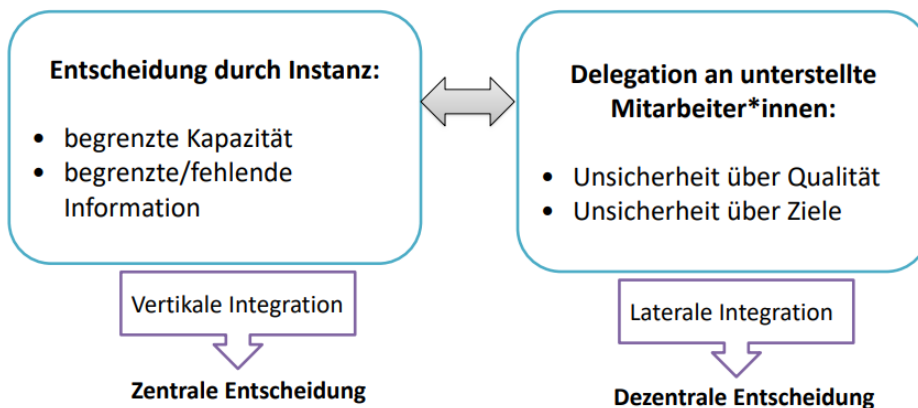 Entscheidung durch Instanz:
• begrenzte Kapazität
• begrenzte/fehlende
Information
Delegation an unterstellte
Mitarbeiter*innen:
• Unsicherheit über Qualität
• Unsicherheit über Ziele
Vertikale Integration
Laterale Integration
Zentrale Entscheidung
Dezentrale Entscheidung